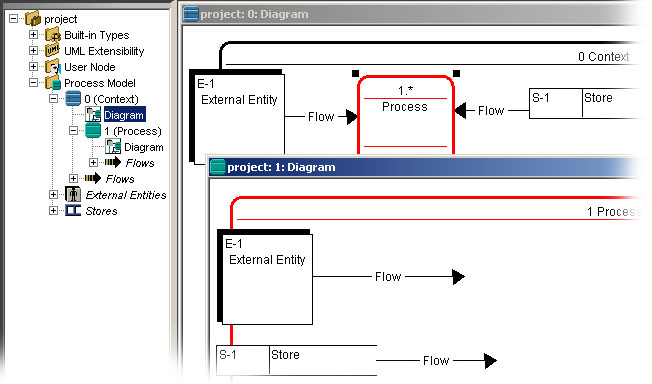 project
Built-in Types
UML Extensibility
User Node
Process Model
0 (Context)
Diagram
1 (Process)
Diagram
Flows
Flows
External Entities
Stores
project: 0: Diagram
0 Context
E-1
External Entity
Flow
1.*
Process
Flow
S-1 Store
project: 1: Diagram
1 Process
E-1
External Entity
Flow
S-1 Store
Flow